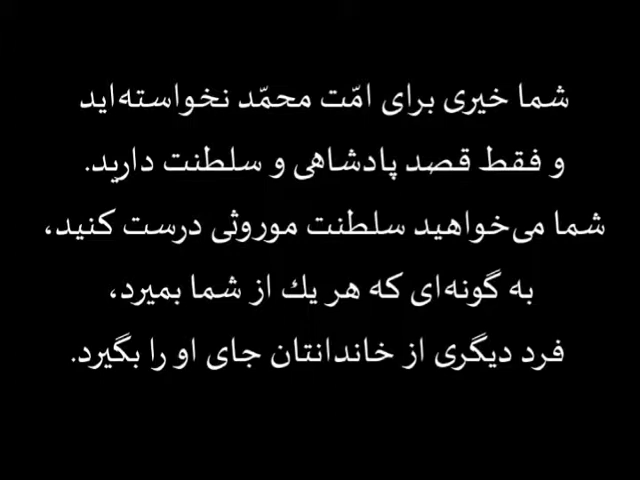 شما خیری برای امّت محمّد نخواسته‌اید
و فقط قصد پادشاهی و سلطنت دارید.
شما می‌خواهید سلطنت موروثی درست کنید،
به گونه‌ای که هر یك از شما بمیرد،
فرد دیگری از خاندانتان جای او را بگیرد.